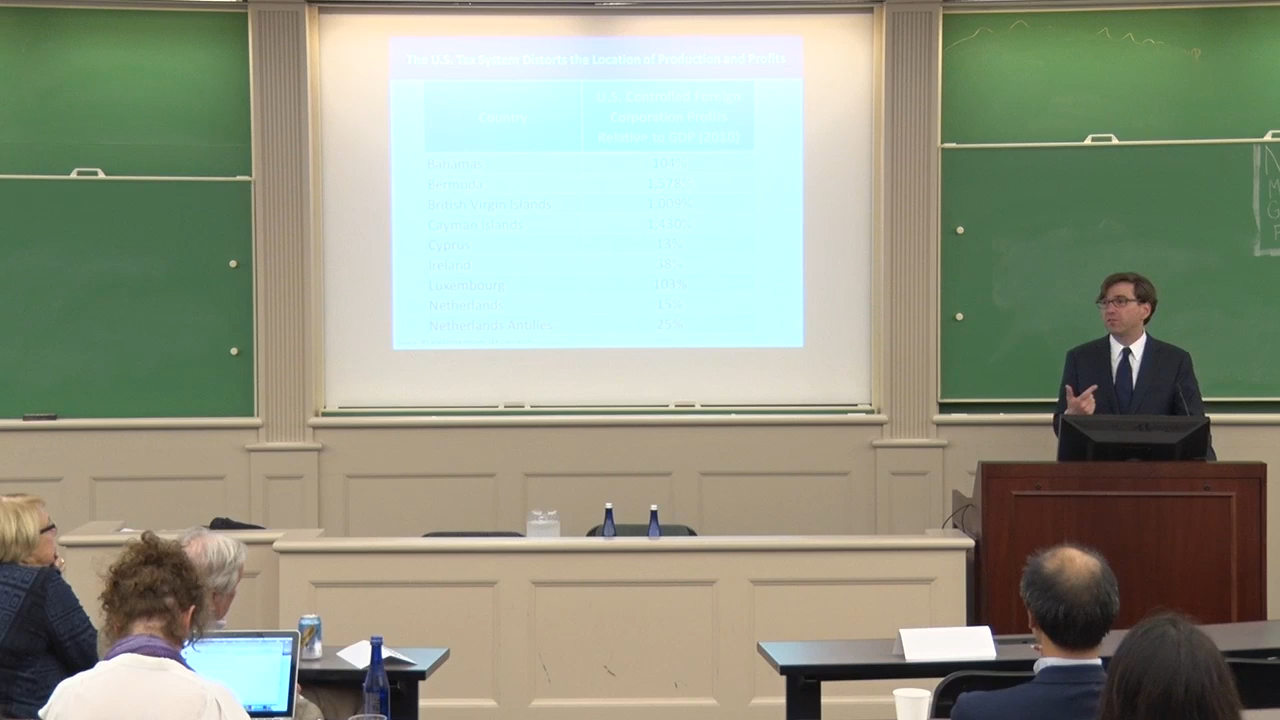 The U.S. Tax System Distorts the Location of Production and Profits
Country
U.S. Controlled Foreign
Corporation Profits
Relative to GDP (2010)
Bahamas 104%
Bermuda 1,578%
British Virgin Islands 1,009%
Cayman Islands 1,430%
Cyprus 13%
Ireland 38%
Luxembourg 103%
Netherlands 15%
Netherlands Antilles 25%